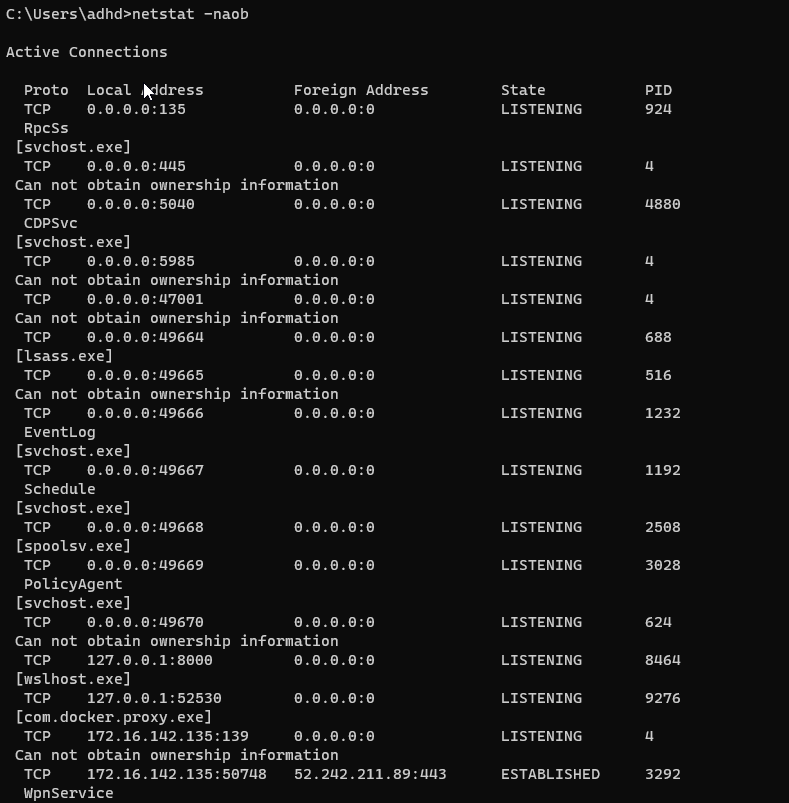 C:\Users\adhd>netstat -naob
Active Connections
Proto Local Address Foreign Address State PID
TCP 0.0.0.0:135 0.0.0.0:0 LISTENING 924
RpcSs
[svchost.exe]
TCP 0.0.0.0:445 0.0.0.0:0 LISTENING 4
Can not obtain ownership information
TCP 0.0.0.0:5040 0.0.0.0:0 LISTENING 4880
CDPSvc
[svchost.exe]
TCP 0.0.0.0:5985 0.0.0.0:0 LISTENING 4
Can not obtain ownership information
TCP 0.0.0.0:47001 0.0.0.0:0 LISTENING 4
Can not obtain ownership information
TCP 0.0.0.0:49664 0.0.0.0:0 LISTENING 688
[lsass.exe]
TCP 0.0.0.0:49665 0.0.0.0:0 LISTENING 516
Can not obtain ownership information
TCP 0.0.0.0:49666 0.0.0.0:0 LISTENING 1232
EventLog
[svchost.exe]
TCP 0.0.0.0:49667 0.0.0.0:0 LISTENING 1192
Schedule
[svchost.exe]
TCP 0.0.0.0:49668 0.0.0.0:0 LISTENING 2508
[spoolsv.exe]
TCP 0.0.0.0:49669 0.0.0.0:0 LISTENING 3028
PolicyAgent
[svchost.exe]
TCP 0.0.0.0:49670 0.0.0.0:0 LISTENING 624
Can not obtain ownership information
TCP 127.0.0.1:8000 0.0.0.0:0 LISTENING 8464
[wslhost.exe]
TCP 127.0.0.1:52530 0.0.0.0:0 LISTENING 9276
[com.docker.proxy.exe]
TCP 172.16.142.135:139 0.0.0.0:0 LISTENING 4
Can not obtain ownership information
TCP 172.16.142.135:50748 52.242.211.89:443 ESTABLISHED 3292
WpnService